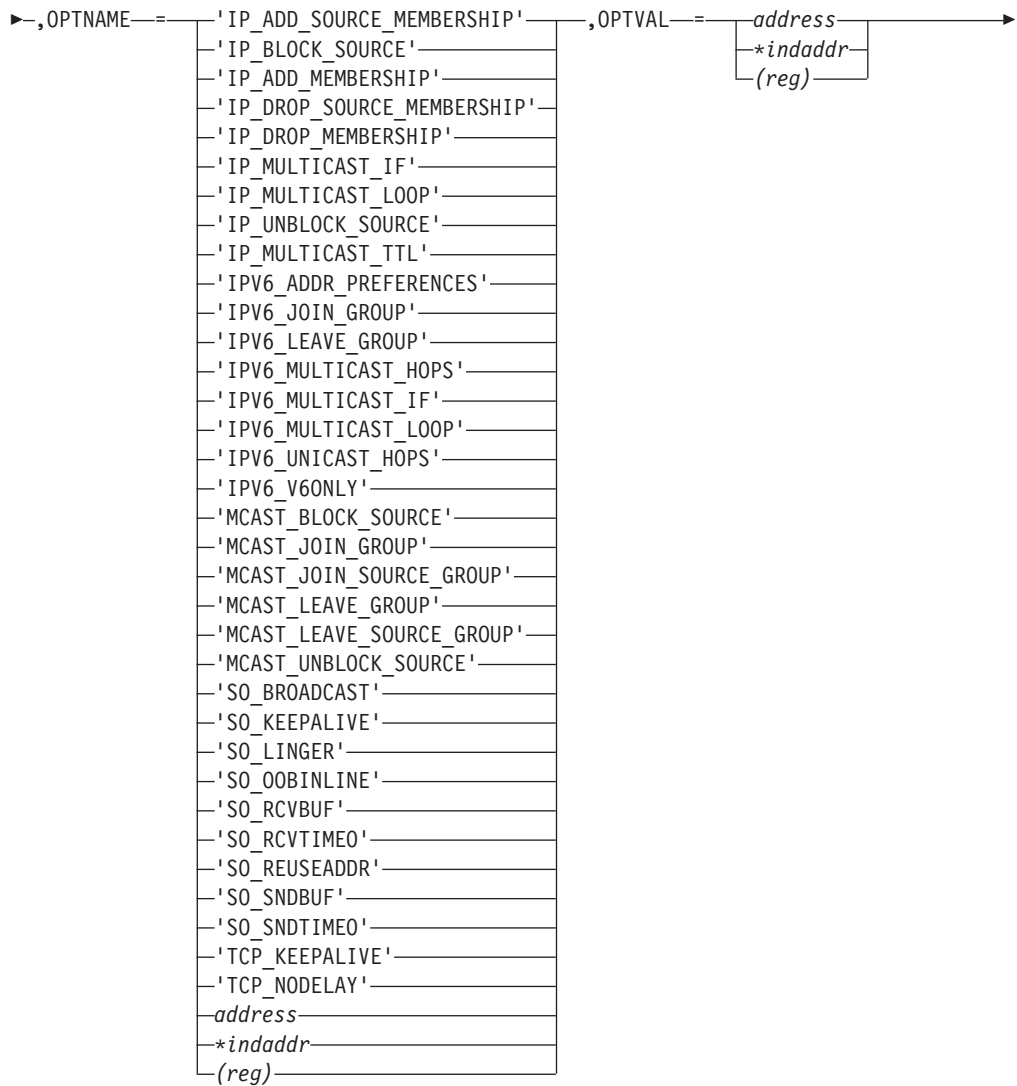 ,OPTNAME = 'IP_ADD_SOURCE_MEMBERSHIP' ,OPTVAL = address
'IP_BLOCK_SOURCE' *indaddr
'IP_ADD_MEMBERSHIP' (reg)
'IP_DROP_SOURCE_MEMBERSHIP'
'IP_DROP_MEMBERSHIP'
'IP_MULTICAST_IF'
'IP_MULTICAST_LOOP'
'IP_UNBLOCK_SOURCE'
'IP_MULTICAST_TTL'
'IPV6_ADDR_PREFERENCES'
'IPV6_JOIN_GROUP'
'IPV6_LEAVE_GROUP'
'IPV6_MULTICAST_HOPS'
'IPV6_MULTICAST_IF'
'IPV6_MULTICAST_LOOP'
'IPV6_UNICAST_HOPS'
'IPV6_V6ONLY'
'MCAST_BLOCK_SOURCE'
'MCAST_JOIN_GROUP'
'MCAST_JOIN_SOURCE_GROUP'
'MCAST_LEAVE_GROUP'
'MCAST_LEAVE_SOURCE_GROUP'
'MCAST_UNBLOCK_SOURCE'
'SO_BROADCAST'
'SO_KEEPALIVE'
'SO_LINGER'
'SO_OOBINLINE'
'SO_RCVBUF'
'SO_RCVTIMEO'
'SO_REUSEADDR'
'SO_SNDBUF'
'SO_SNDTIMEO'
'TCP_KEEPALIVE'
'TCP_NODELAY'
address
*indaddr
(reg)